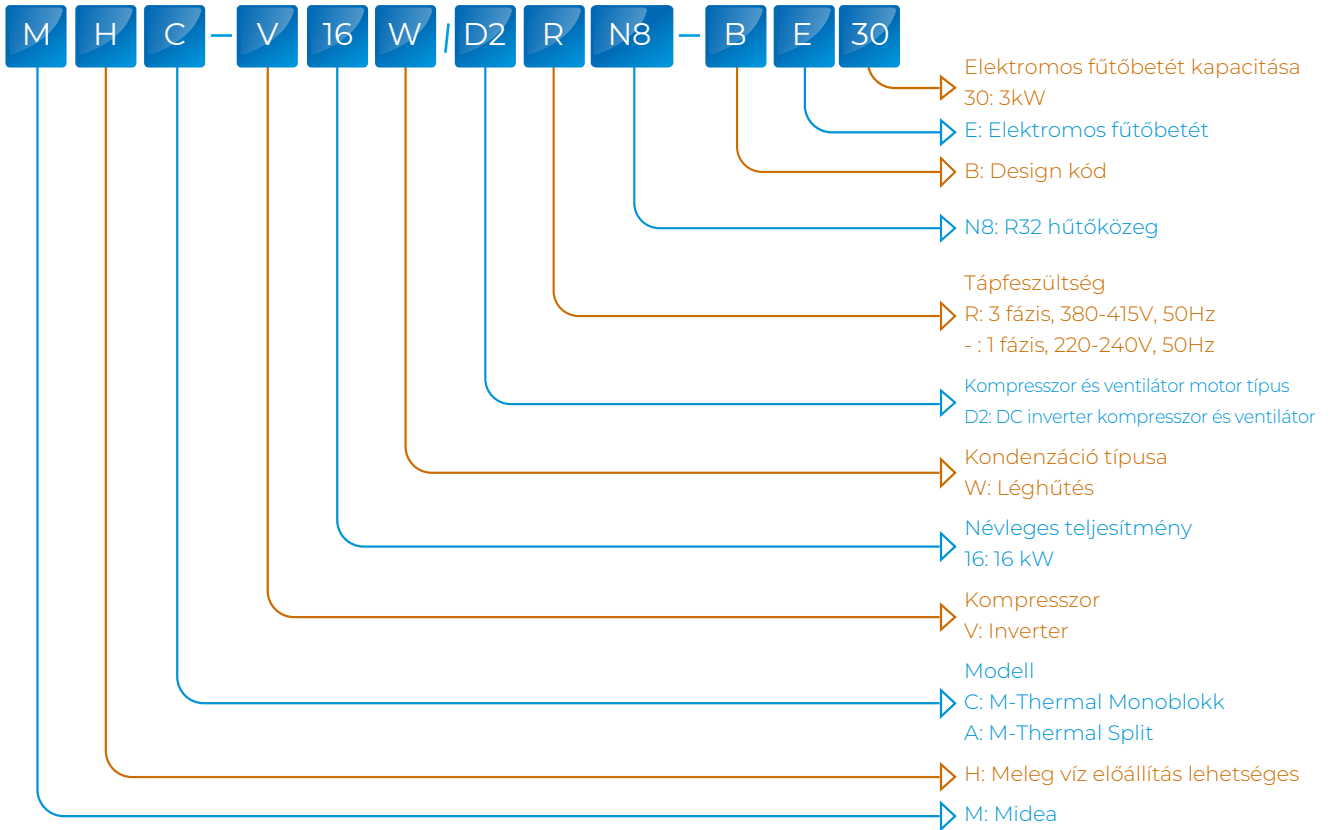 M H C – V 16 W / D2 R N8 – B E 30
Elektromos fűtőbetét kapacitása
30: 3kW
E: Elektromos fűtőbetét
B: Design kód
N8: R32 hűtőközeg
Tápfeszültség
R: 3 fázis, 380-415V, 50Hz
- : 1 fázis, 220-240V, 50Hz
Kompresszor és ventilátor motor típus
D2: DC inverter kompresszor és ventilátor
Kondenzáció típusa
W: Léghűtés
Névleges teljesítmény
16: 16 kW
Kompresszor
V: Inverter
Modell
C: M-Thermal Monoblokk
A: M-Thermal Split
H: Meleg víz előállítás lehetséges
M: Midea